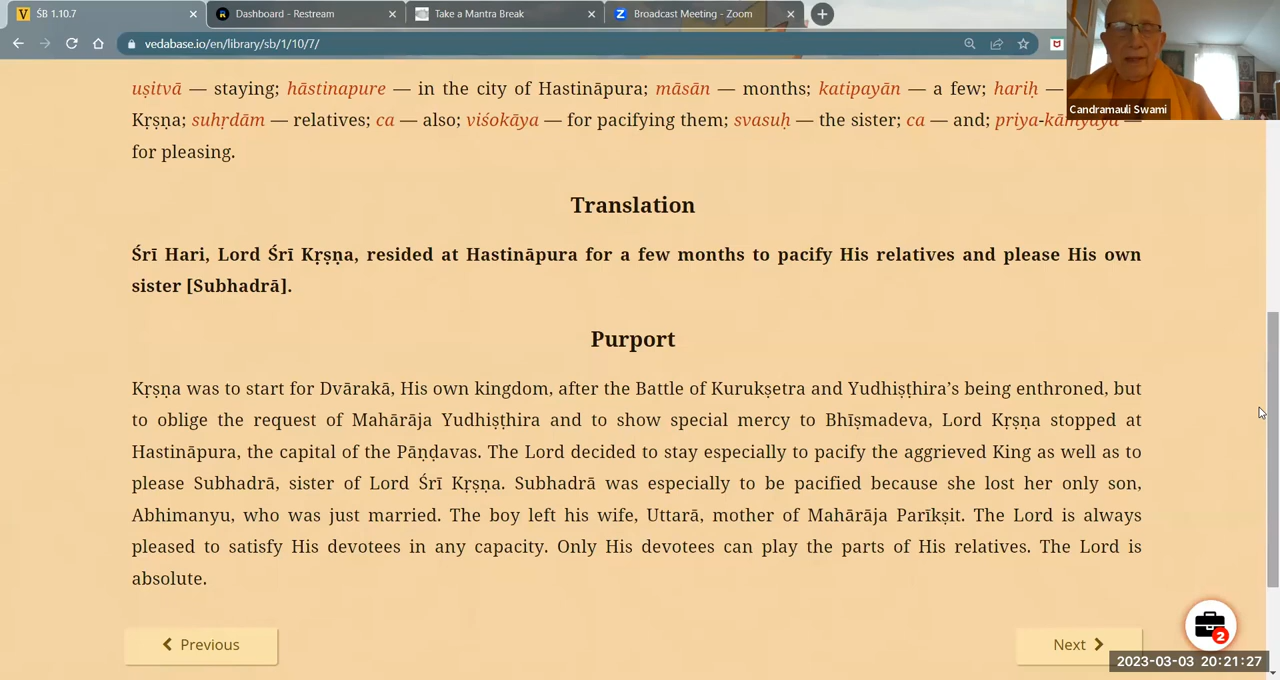 ŚB 1.10.7
Dashboard - Restream
Take a Mantra Break
Broadcast Meeting - Zoom
vedabase.io/en/library/sb/1/10/7/
Candramauli Swami
uṣitvā — staying; hāstinapure — in the city of Hastināpura; māsān — months; katipayān — a few; hariḥ —
Kṛṣṇa; suhṛdām — relatives; ca — also; viśokāya — for pacifying them; svasuḥ — the sister; ca — and; priya-kāmyayā —
for pleasing.
Translation
Śrī Hari, Lord Śrī Kṛṣṇa, resided at Hastināpura for a few months to pacify His relatives and please His own
sister [Subhadrā].
Purport
Kṛṣṇa was to start for Dvārakā, His own kingdom, after the Battle of Kurukṣetra and Yudhiṣṭhira’s being enthroned, but
to oblige the request of Mahārāja Yudhiṣṭhira and to show special mercy to Bhīṣmadeva, Lord Kṛṣṇa stopped at
Hastināpura, the capital of the Pāṇḍavas. The Lord decided to stay especially to pacify the aggrieved King as well as to
please Subhadrā, sister of Lord Śrī Kṛṣṇa. Subhadrā was especially to be pacified because she lost her only son,
Abhimanyu, who was just married. The boy left his wife, Uttarā, mother of Mahārāja Parīkṣit. The Lord is always
pleased to satisfy His devotees in any capacity. Only His devotees can play the parts of His relatives. The Lord is
absolute.
Previous
Next
2
2023-03-03 20:21:27